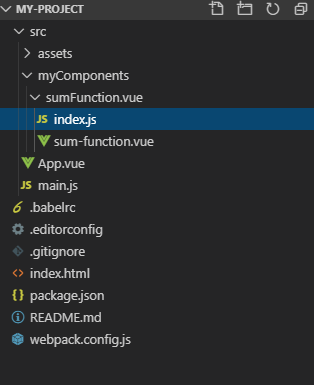 MY-PROJECT
src
assets
myComponents
sumFunction.vue
JS index.js
sum-function.vue
App.vue
JS main.js
.babelrc
.editorconfig
.gitignore
<> index.html
{} package.json
README.md
webpack.config.js